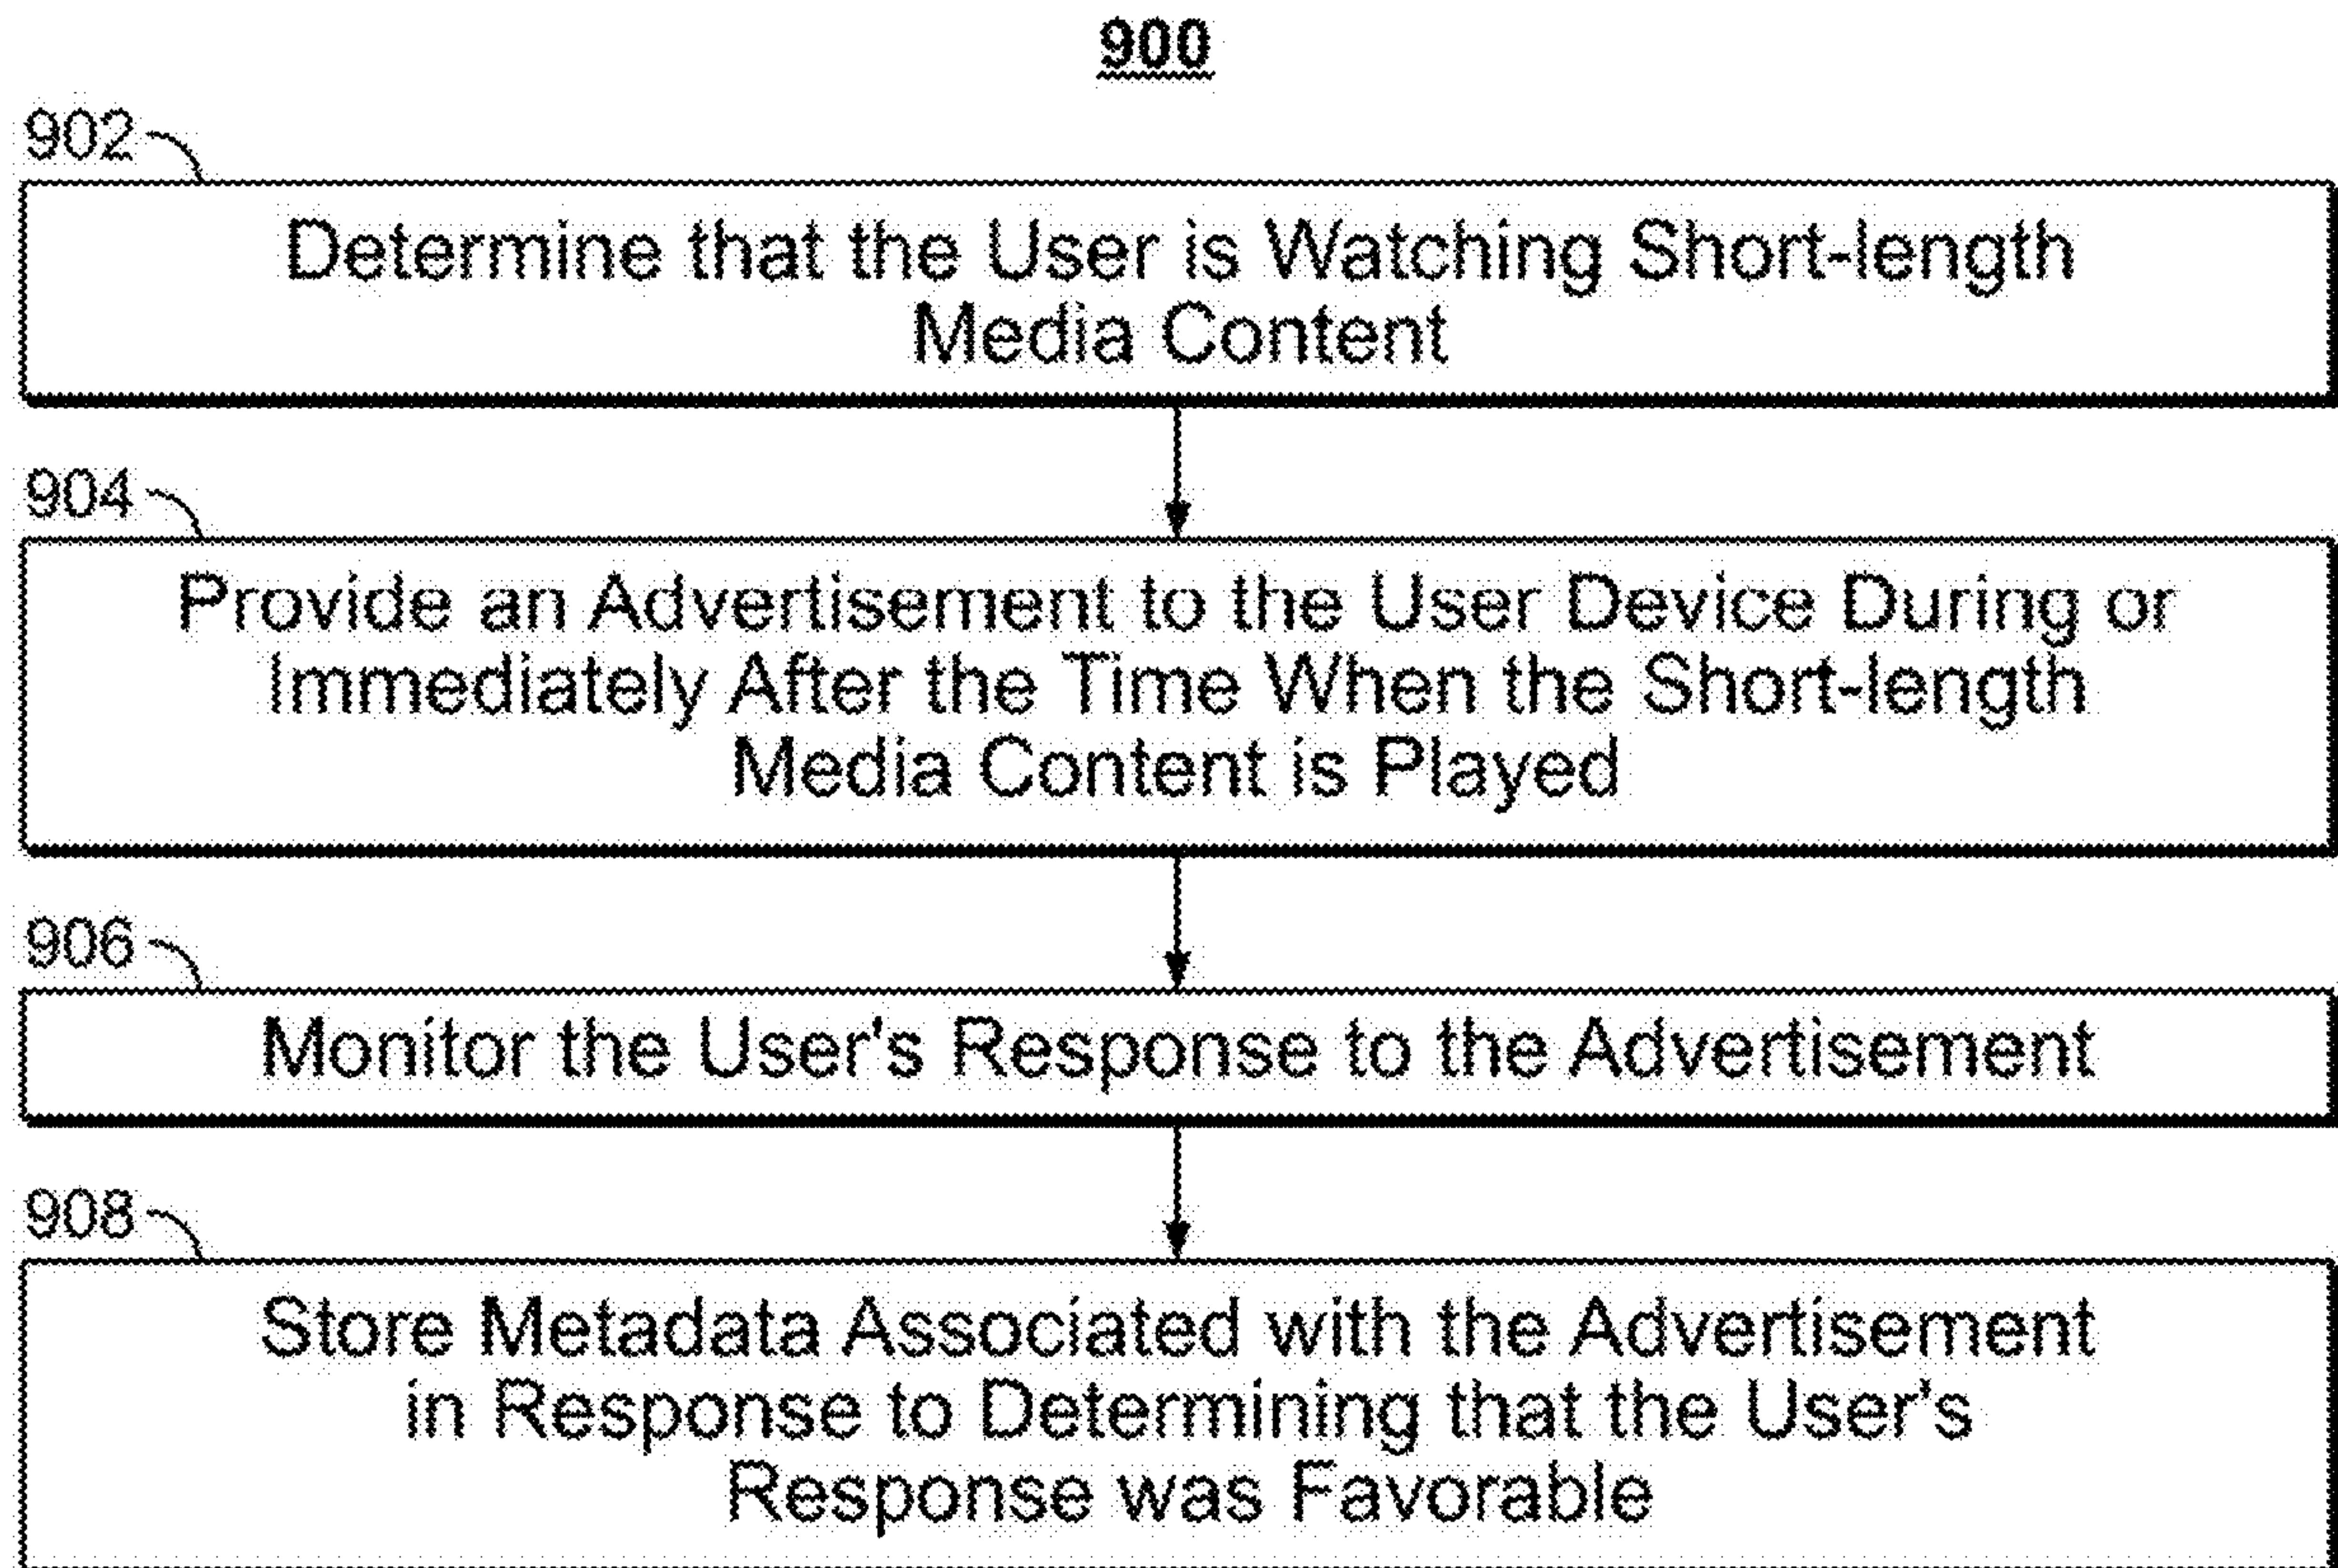 900
902
Determine that the User is Watching Short-length
Media Content
904
Provide an Advertisement to the User Device During or
Immediately After the Time When the Short-length
Media Content is Played
906
Monitor the User's Response to the Advertisement
908
Store Metadata Associated with the Advertisement
in Response to Determining that the User's
Response was Favorable